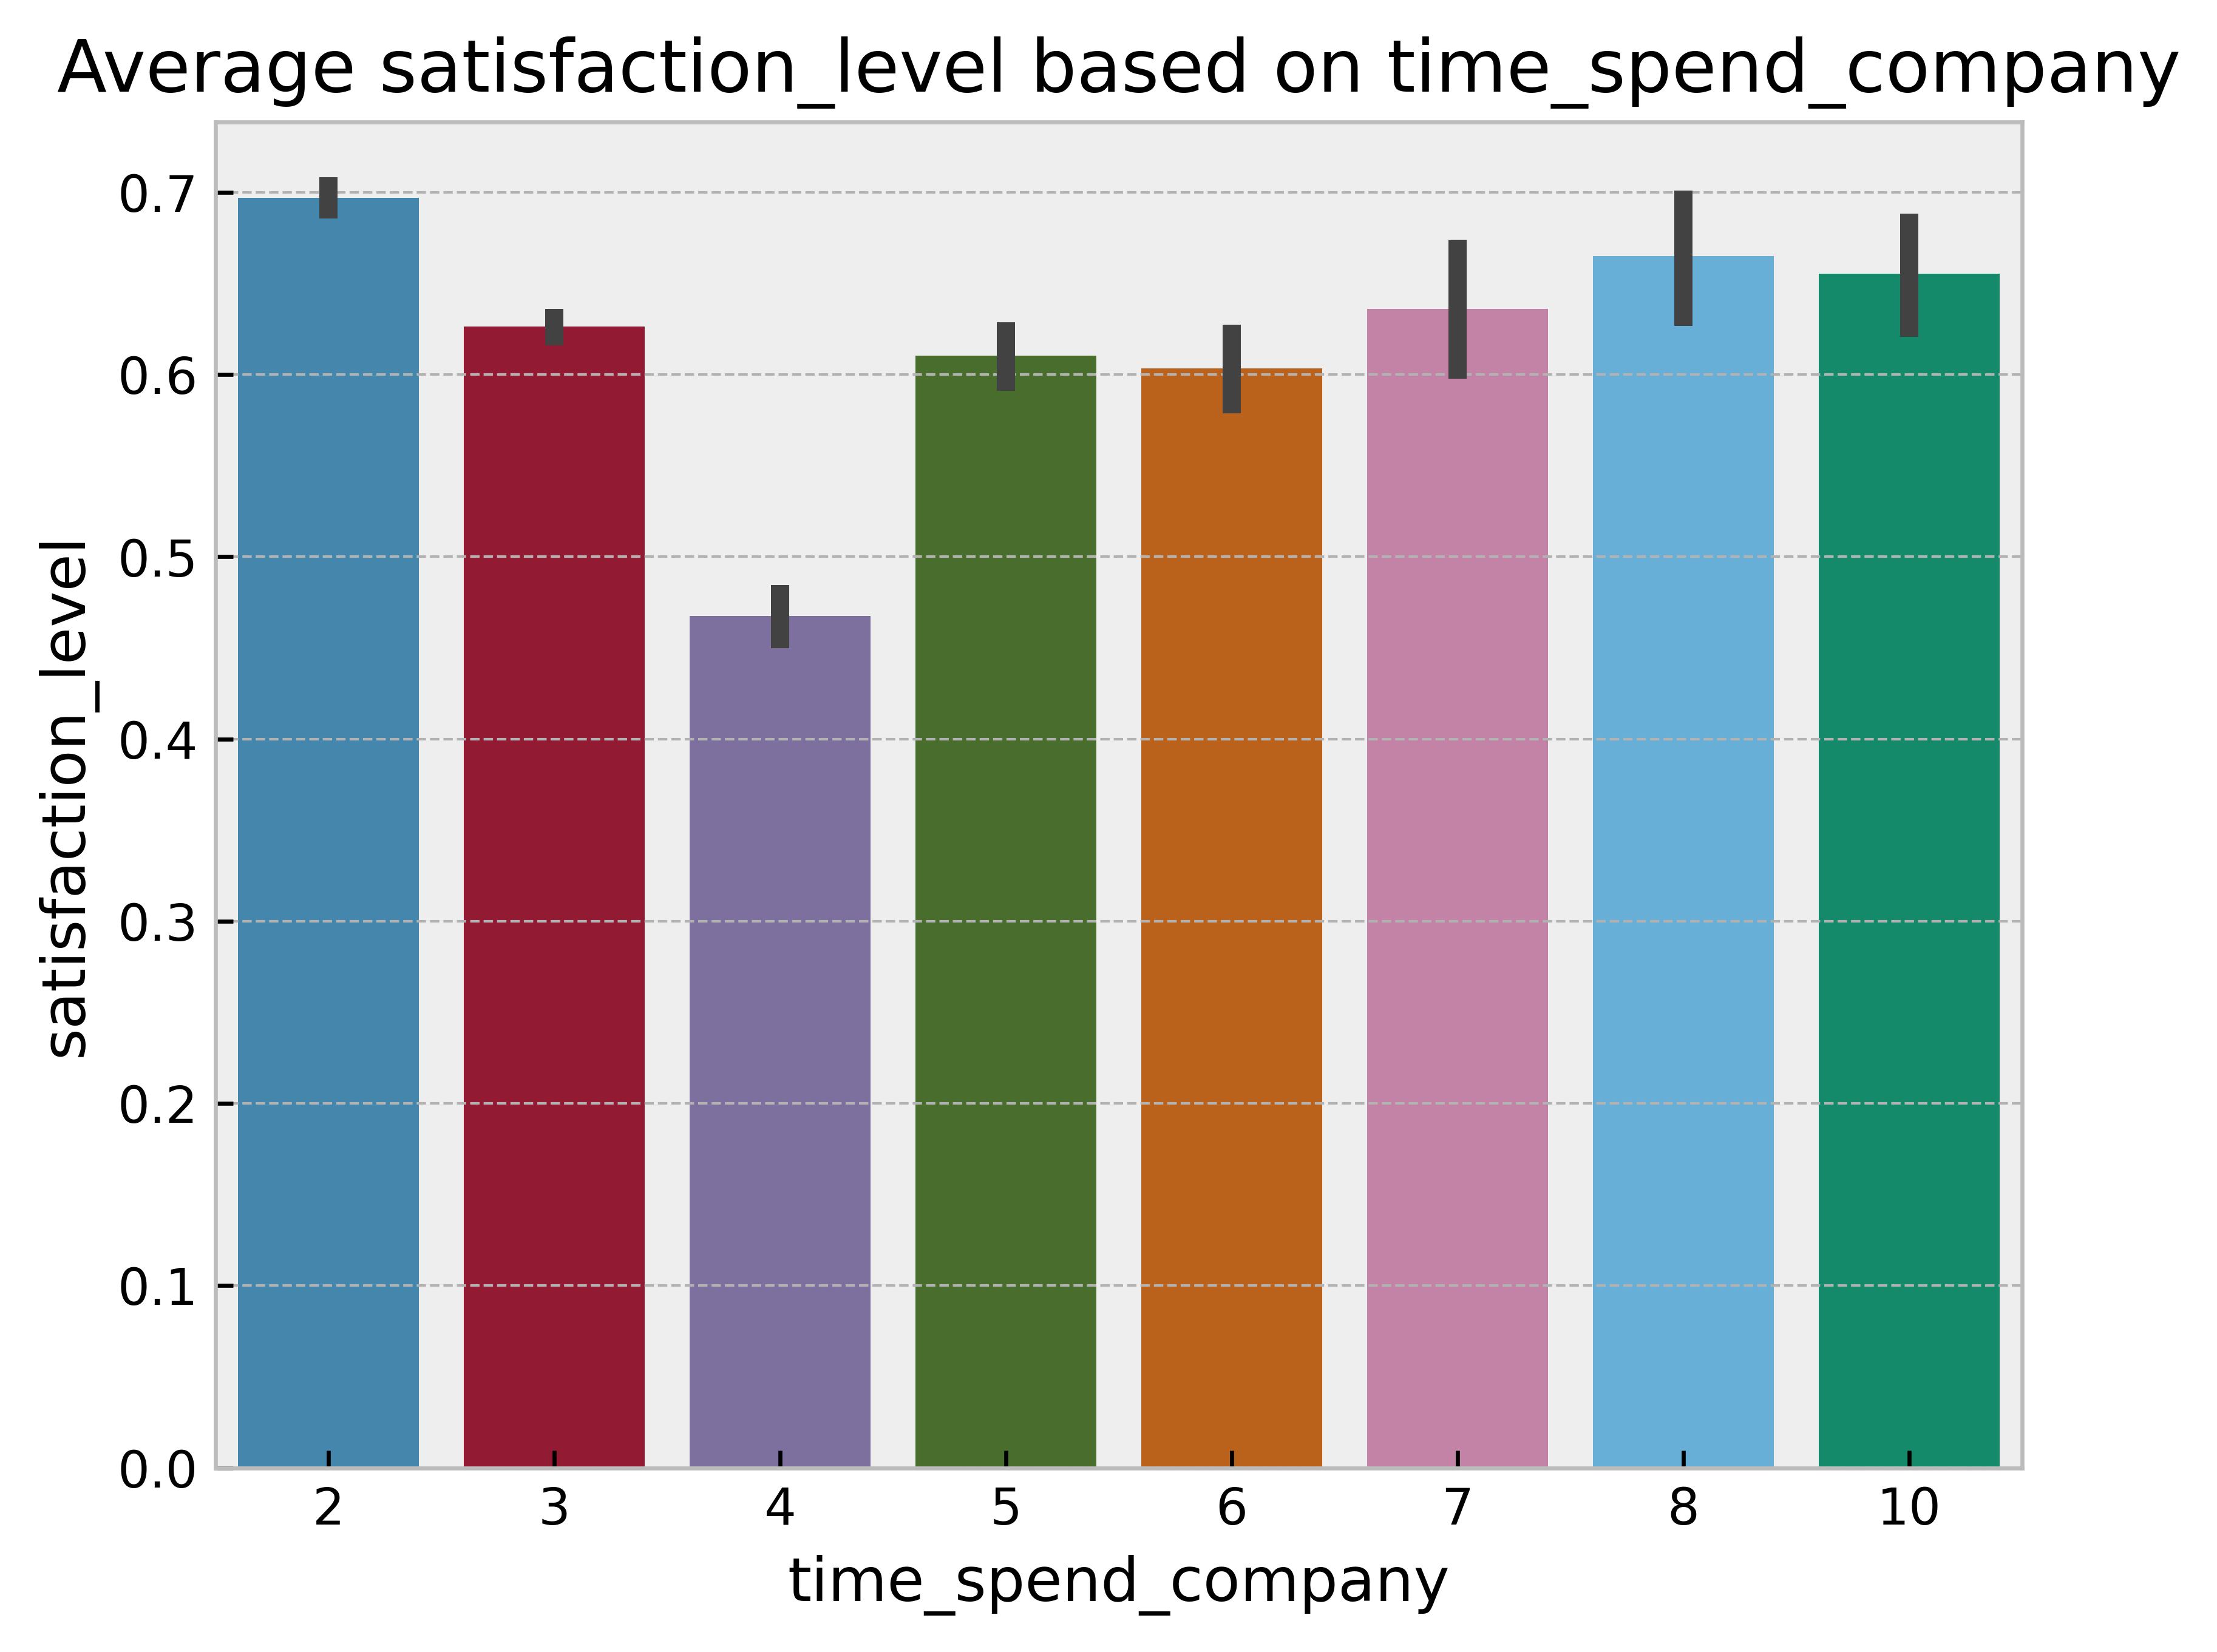 Average satisfaction_level based on time_spend_company
satisfaction_level
0.7
0.6
0.5
0.4
0.3
0.2
0.1
0.0
2 3 4 5 6 7 8 10
time_spend_company